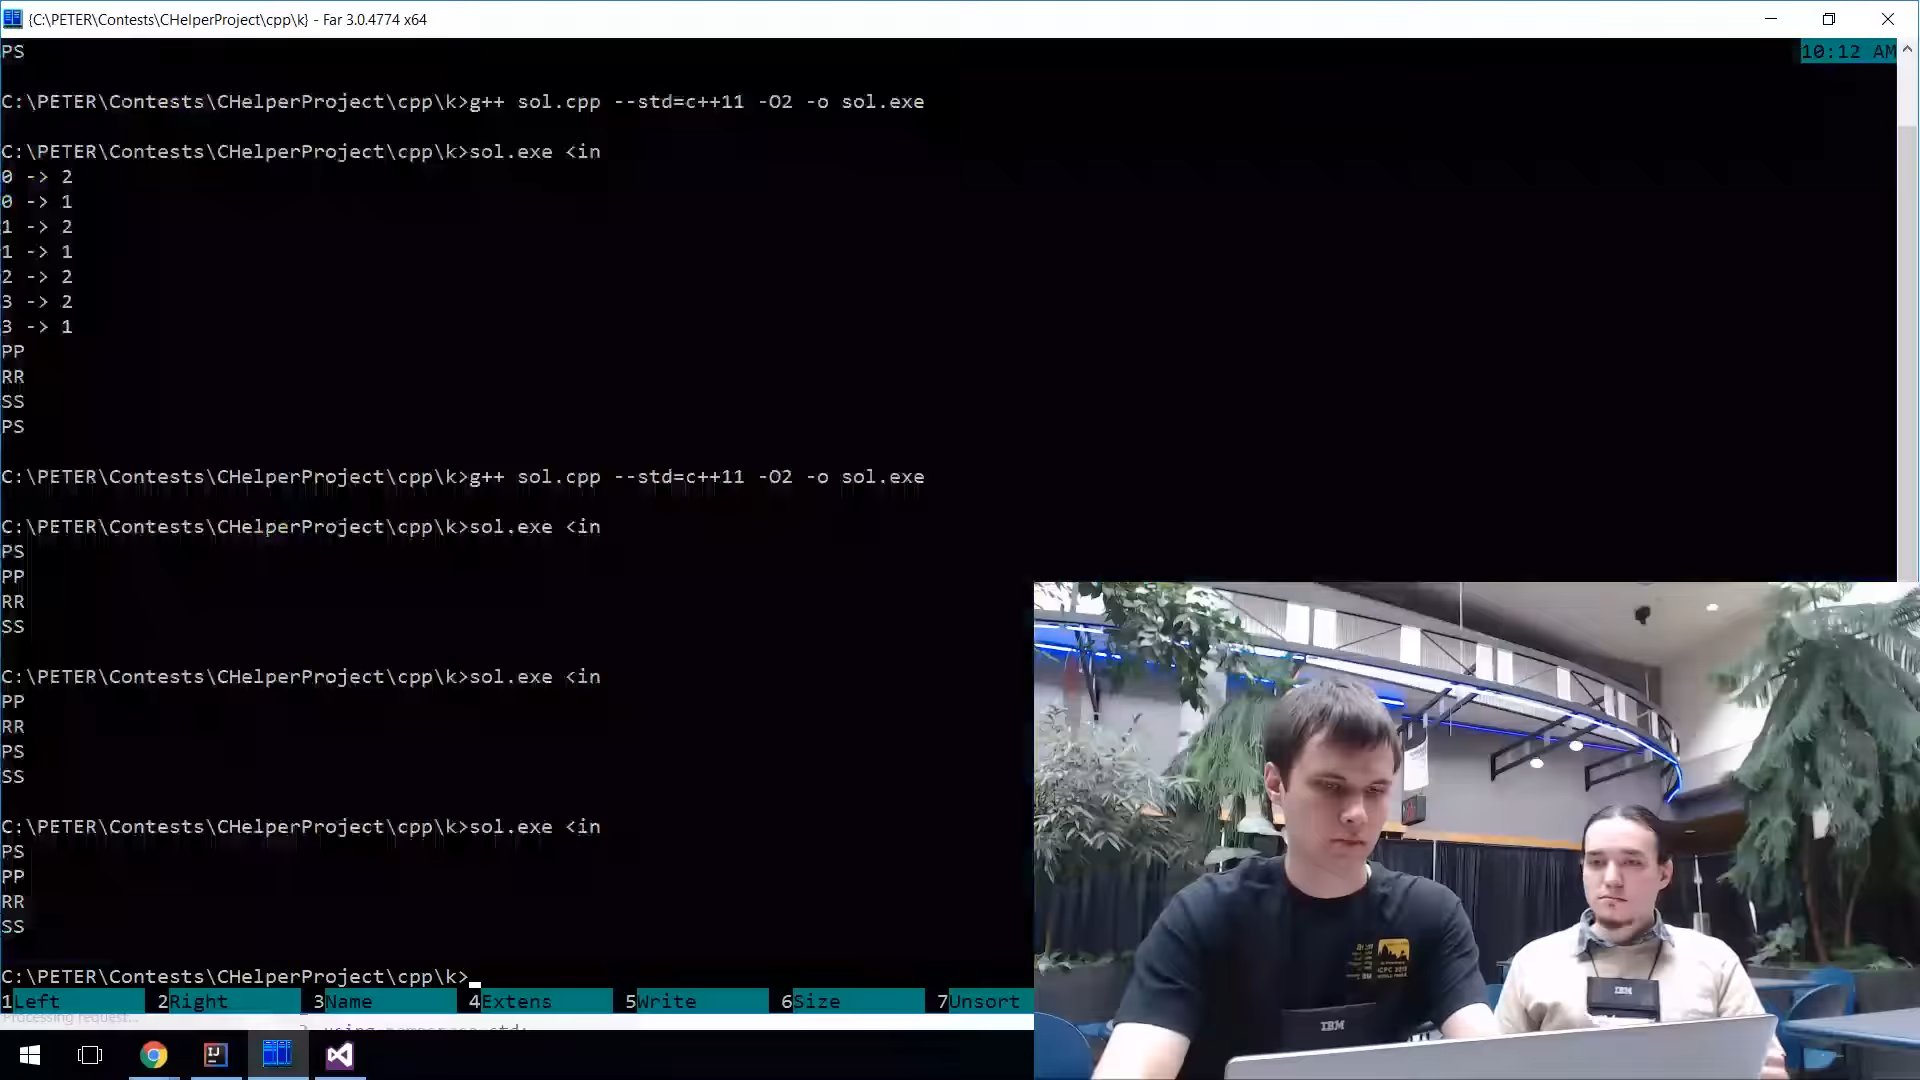 {C:\PETER\Contests\CHelperProject\cpp\k} - Far 3.0.4774 x64
PS
10:12 AM
C:\PETER\Contests\CHelperProject\cpp\k>g++ sol.cpp --std=c++11 -O2 -o sol.exe
C:\PETER\Contests\CHelperProject\cpp\k>sol.exe <in
0 -> 2
0 -> 1
1 -> 2
1 -> 1
2 -> 2
3 -> 2
3 -> 1
PP
RR
SS
PS
C:\PETER\Contests\CHelperProject\cpp\k>g++ sol.cpp --std=c++11 -O2 -o sol.exe
C:\PETER\Contests\CHelperProject\cpp\k>sol.exe <in
PS
PP
RR
SS
C:\PETER\Contests\CHelperProject\cpp\k>sol.exe <in
PP
RR
PS
SS
C:\PETER\Contests\CHelperProject\cpp\k>sol.exe <in
PS
PP
RR
SS
C:\PETER\Contests\CHelperProject\cpp\k>
1Left 2Right 3Name 4Extens 5Write 6Size 7Unsort
Processing request...
IJ
IBM
IBM